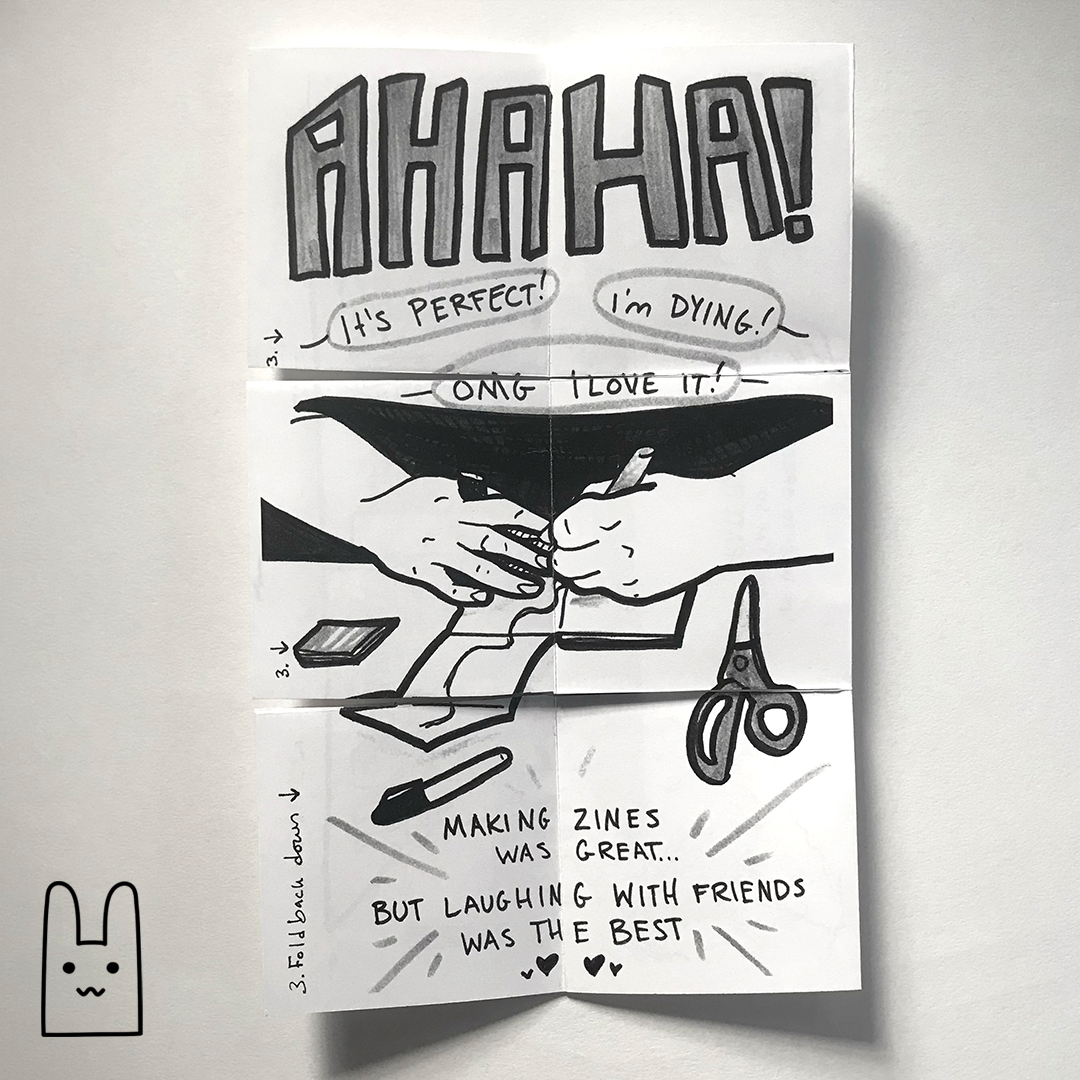 AHAHA!
It's PERFECT!
I'm DYING!
3. ↓
OMG I LOVE IT!
3. ↓
3. Fold back down ↓
MAKING ZINES
WAS GREAT...
BUT LAUGHING WITH FRIENDS
WAS THE BEST